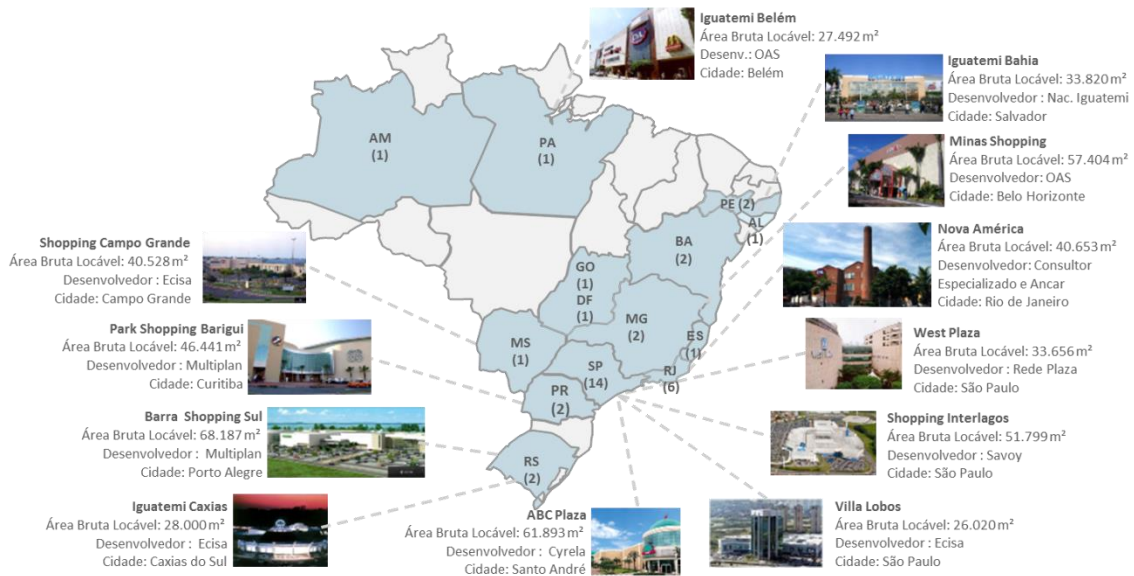 Iguatemi Belém
Área Bruta Locável: 27.492 m²
Desenv.: OAS
Cidade: Belém
Iguatemi Bahia
Área Bruta Locável: 33.820 m²
Desenvolvedor : Nac. Iguatemi
Cidade: Salvador
Minas Shopping
Área Bruta Locável: 57.404 m²
Desenvolvedor: OAS
Cidade: Belo Horizonte
Nova América
Área Bruta Locável: 40.653 m²
Desenvolvedor: Consultor
Especializado e Ancar
Cidade: Rio de Janeiro
West Plaza
Área Bruta Locável: 33.656 m²
Desenvolvedor : Rede Plaza
Cidade: São Paulo
Shopping Interlagos
Área Bruta Locável: 51.799 m²
Desenvolvedor : Savoy
Cidade: São Paulo
Villa Lobos
Área Bruta Locável: 26.020 m²
Desenvolvedor : Ecisa
Cidade: São Paulo
ABC Plaza
Área Bruta Locável: 61.893 m²
Desenvolvedor : Cyrela
Cidade: Santo André
Shopping Campo Grande
Área Bruta Locável: 40.528 m²
Desenvolvedor : Ecisa
Cidade: Campo Grande
Park Shopping Barigui
Área Bruta Locável: 46.441 m²
Desenvolvedor : Multiplan
Cidade: Curitiba
Barra Shopping Sul
Área Bruta Locável: 68.187 m²
Desenvolvedor : Multiplan
Cidade: Porto Alegre
Iguatemi Caxias
Área Bruta Locável: 28.000 m²
Desenvolvedor : Ecisa
Cidade: Caxias do Sul
AM
(1)
PA
(1)
PE (2)
AL
(1)
BA
(2)
GO
(1)
DF
(1)
MG
(2)
ES
(1)
MS
(1)
SP
(14)
RJ
(6)
PR
(2)
RS
(2)